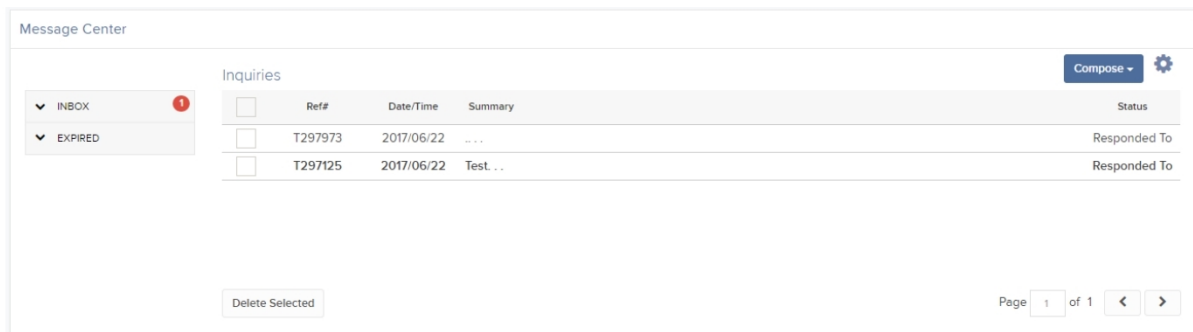 Message Center
Inquiries
Compose
INBOX 1
EXPIRED
Ref# Date/Time Summary Status
T297973 2017/06/22 .. . . Responded To
T297125 2017/06/22 Test. . . Responded To
Delete Selected
Page 1 of 1